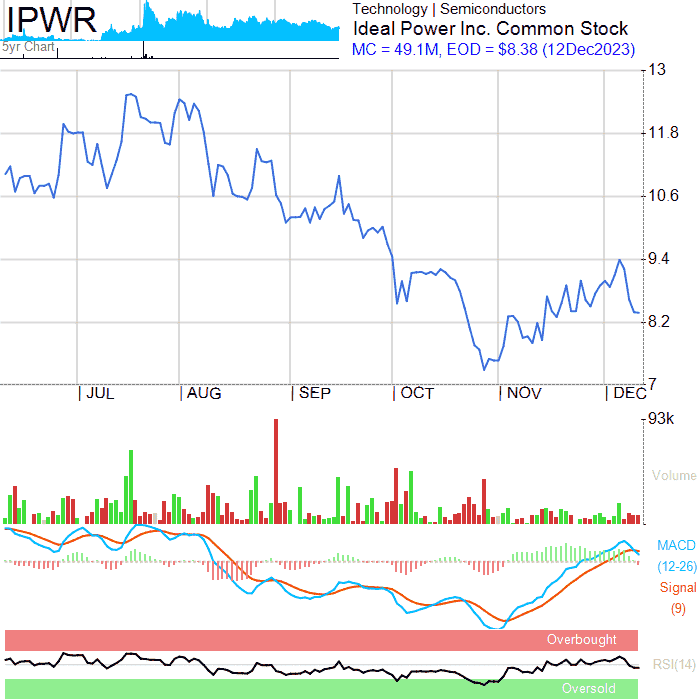 IPWR
5yr Chart
Technology | Semiconductors
Ideal Power Inc. Common Stock
MC = 49.1M, EOD = $8.38 (12Dec2023)
13
11.8
10.6
9.4
8.2
7
| JUL | AUG | SEP | OCT | NOV | DEC
93k
Volume
MACD
(12-26)
Signal
(9)
Overbought
RSI(14)
Oversold